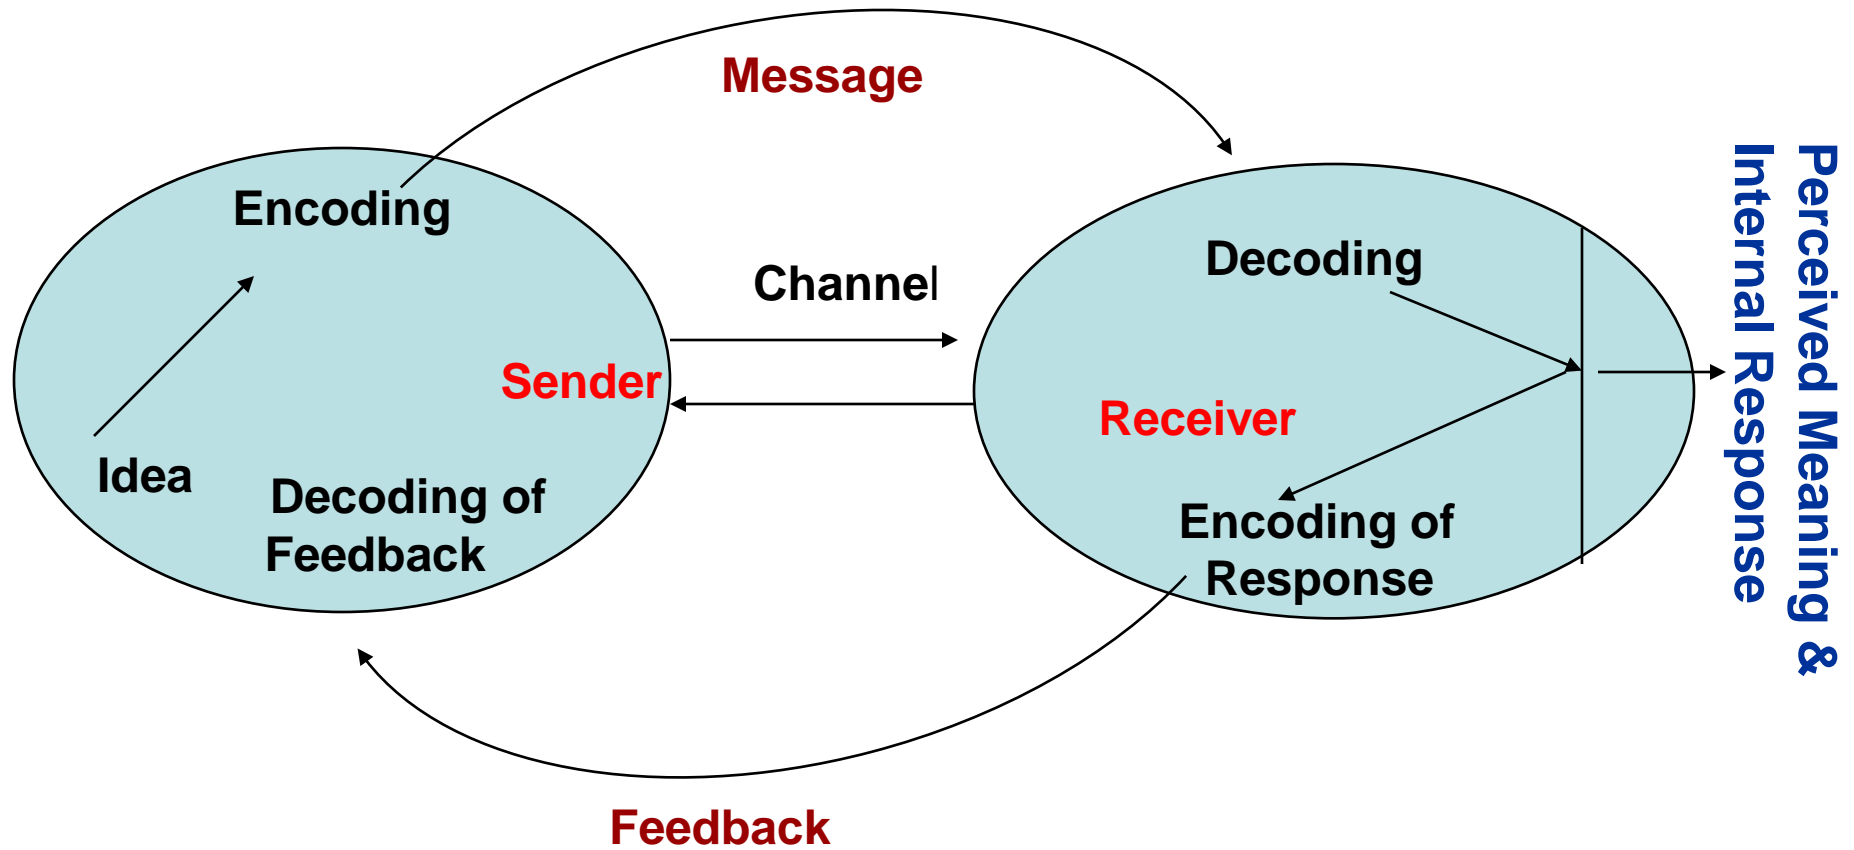 Message
Encoding
Channel
Decoding
Sender
Receiver
Idea
Decoding of
Feedback
Encoding of
Response
Perceived Meaning &
Internal Response
Feedback